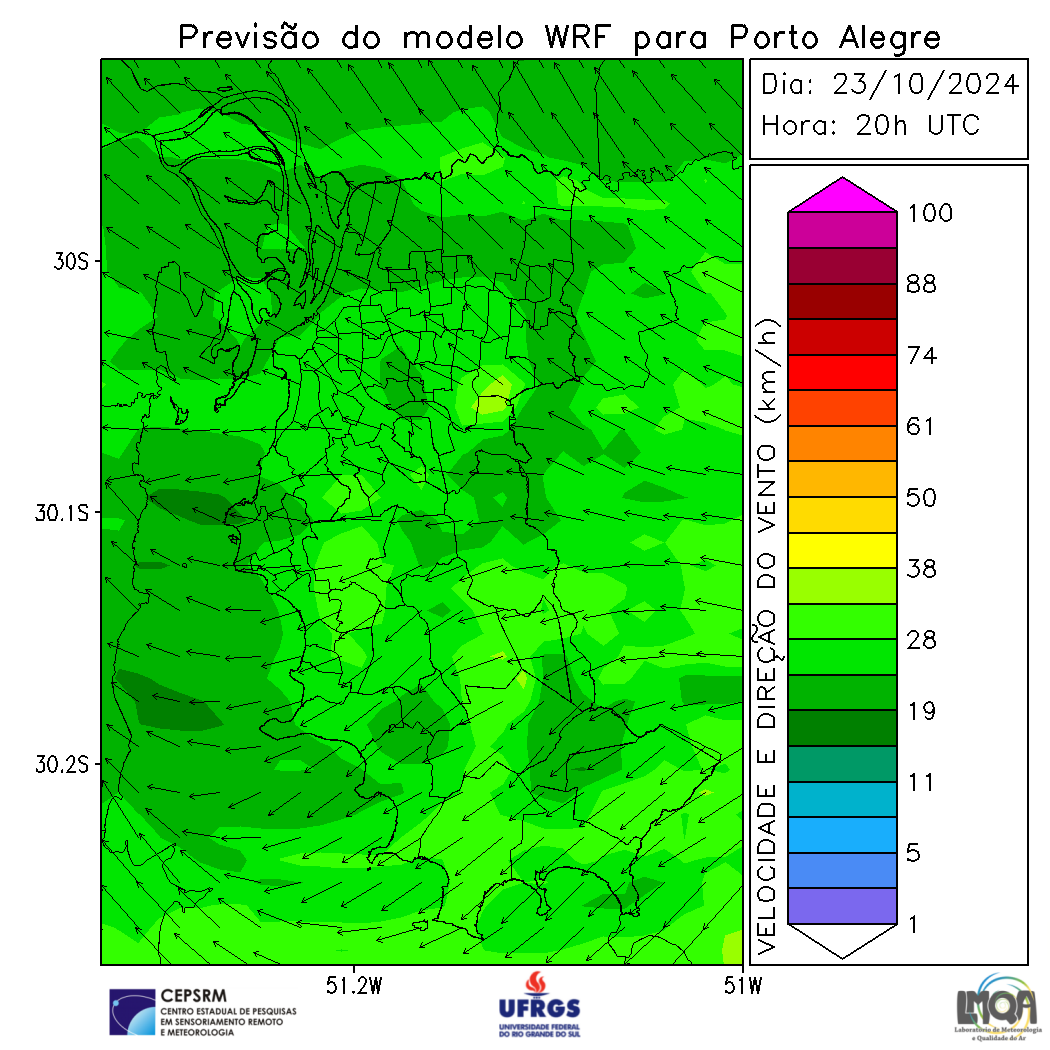 Previsão do modelo WRF para Porto Alegre
Dia: 23/10/2024
Hora: 20h UTC
30S
30.1S
30.2S
51.2W
51W
VELOCIDADE E DIREÇÃO DO VENTO (km/h)
100
88
74
61
50
38
28
19
11
5
1
CEPSRM
CENTRO ESTADUAL DE PESQUISAS
EM SENSORIAMENTO REMOTO
E METEOROLOGIA
UFRGS
UNIVERSIDADE FEDERAL
DO RIO GRANDE DO SUL
LMQA
Laboratório de Meteorologia
e Qualidade do Ar